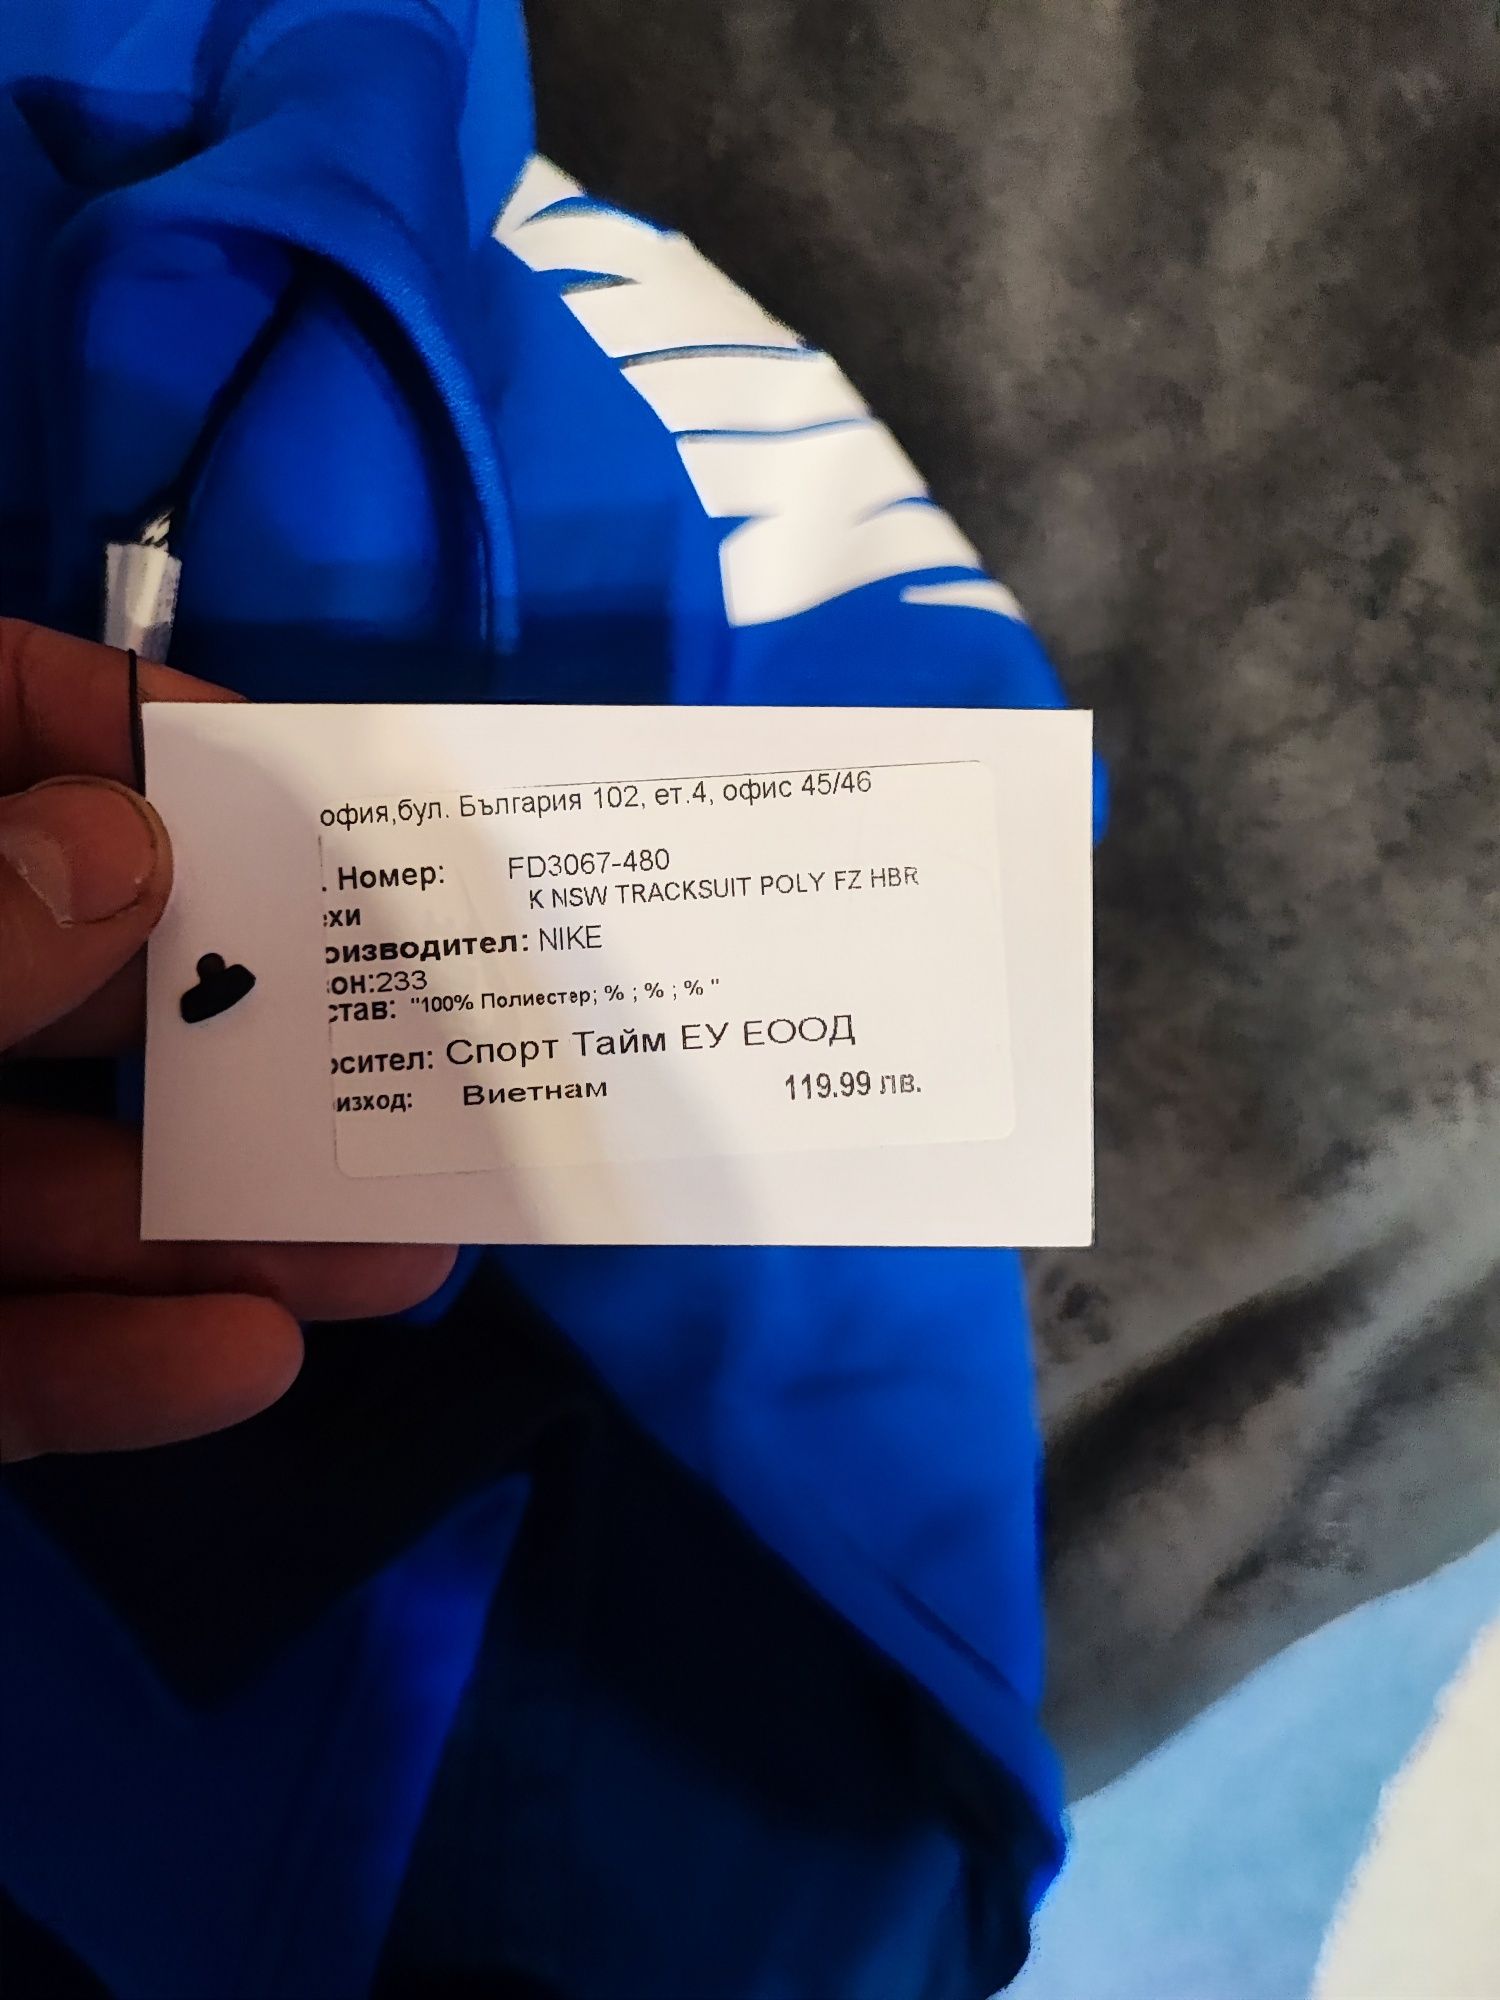 офия,бул. България 102, ет.4, офис 45/46
. Номер: FD3067-480
K NSW TRACKSUIT POLY FZ HBR
хи
оизводител: NIKE
он:233
став: "100% Полиестер; % ; % ; % "
осител: Спорт Тайм ЕУ ЕООД
изход: Виетнам 119.99 лв.